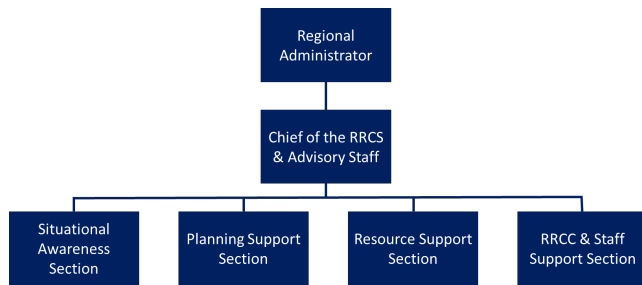 Regional
Administrator
Chief of the RRCS
& Advisory Staff
Situational
Awareness
Section
Planning Support
Section
Resource Support
Section
RRCC & Staff
Support Section